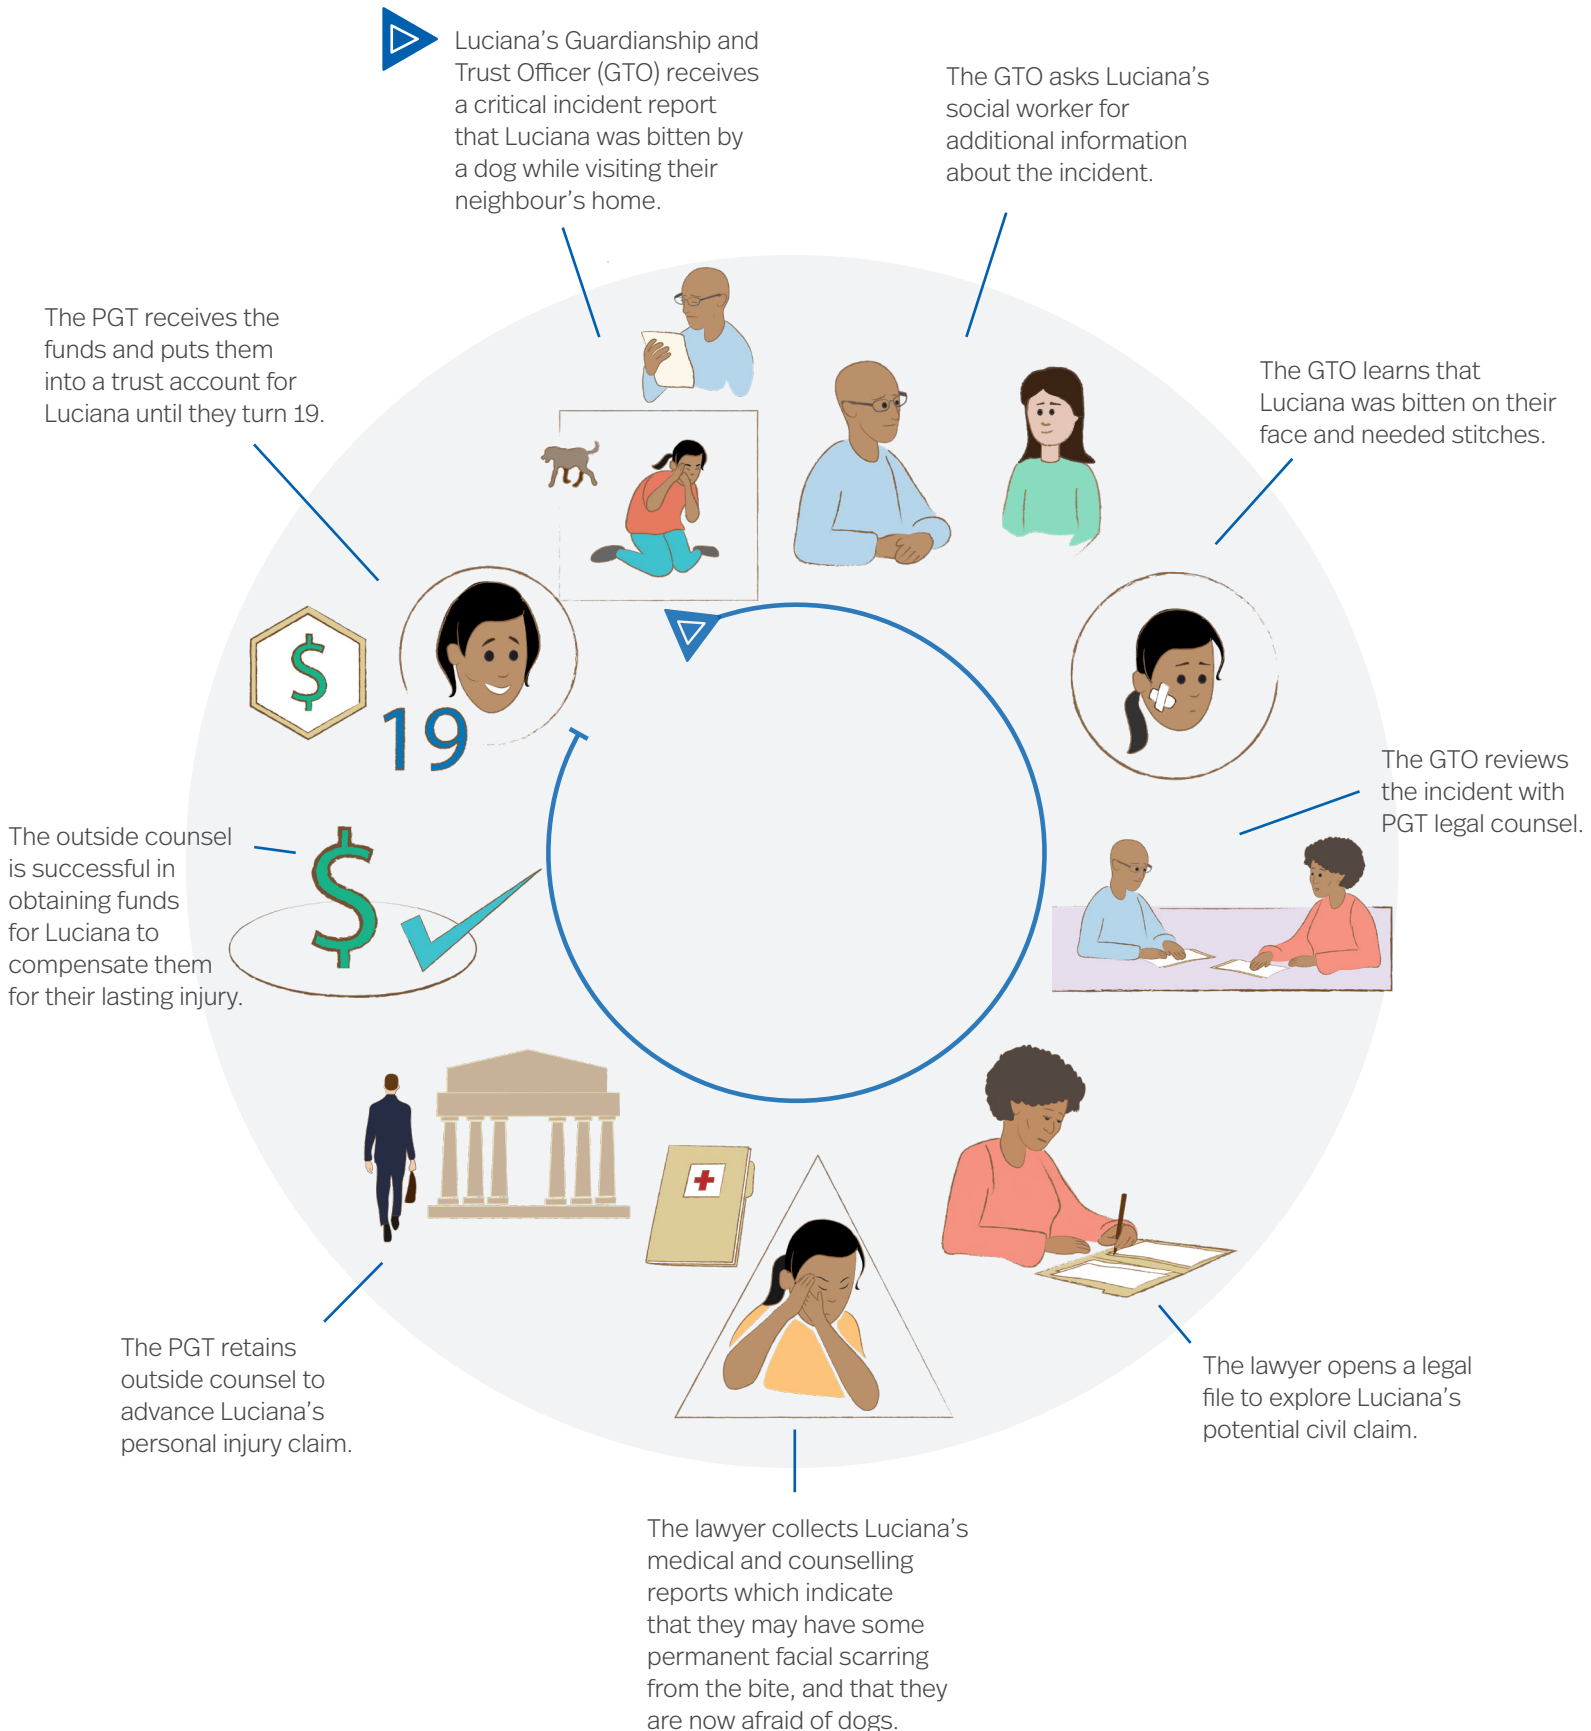 Luciana’s Guardianship and
Trust Officer (GTO) receives
a critical incident report
that Luciana was bitten by
a dog while visiting their
neighbour’s home.
The GTO asks Luciana’s
social worker for
additional information
about the incident.
The GTO learns that
Luciana was bitten on their
face and needed stitches.
The GTO reviews
the incident with
PGT legal counsel.
The lawyer opens a legal
file to explore Luciana’s
potential civil claim.
The lawyer collects Luciana’s
medical and counselling
reports which indicate
that they may have some
permanent facial scarring
from the bite, and that they
are now afraid of dogs.
The PGT retains
outside counsel to
advance Luciana’s
personal injury claim.
The outside counsel
is successful in
obtaining funds
for Luciana to
compensate them
for their lasting injury.
$
The PGT receives the
funds and puts them
into a trust account for
Luciana until they turn 19.
$
19